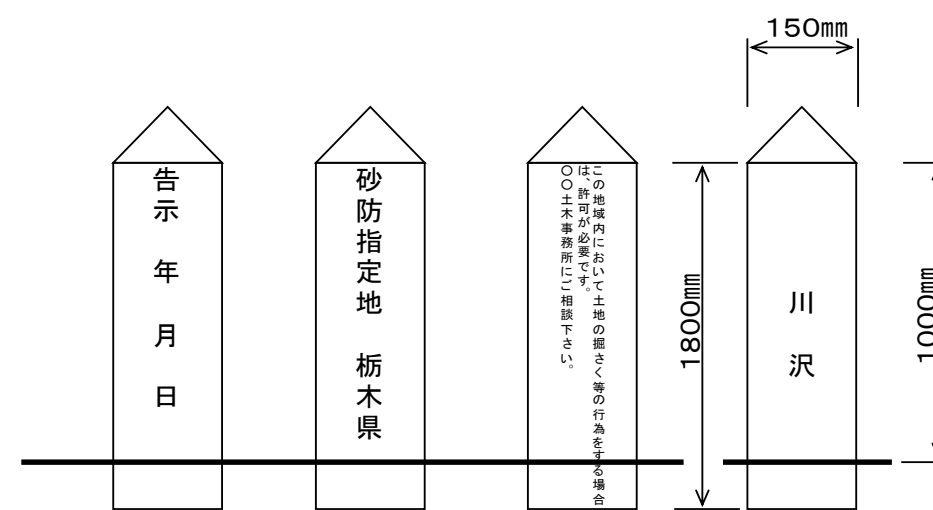 告示 年 月 日
砂防指定地 栃木県
この地域内において土地の掘さく等の行為をする場合
は、許可が必要です。
〇〇土木事務所にご相談下さい。
川 沢
150㎜
1800㎜
1000㎜